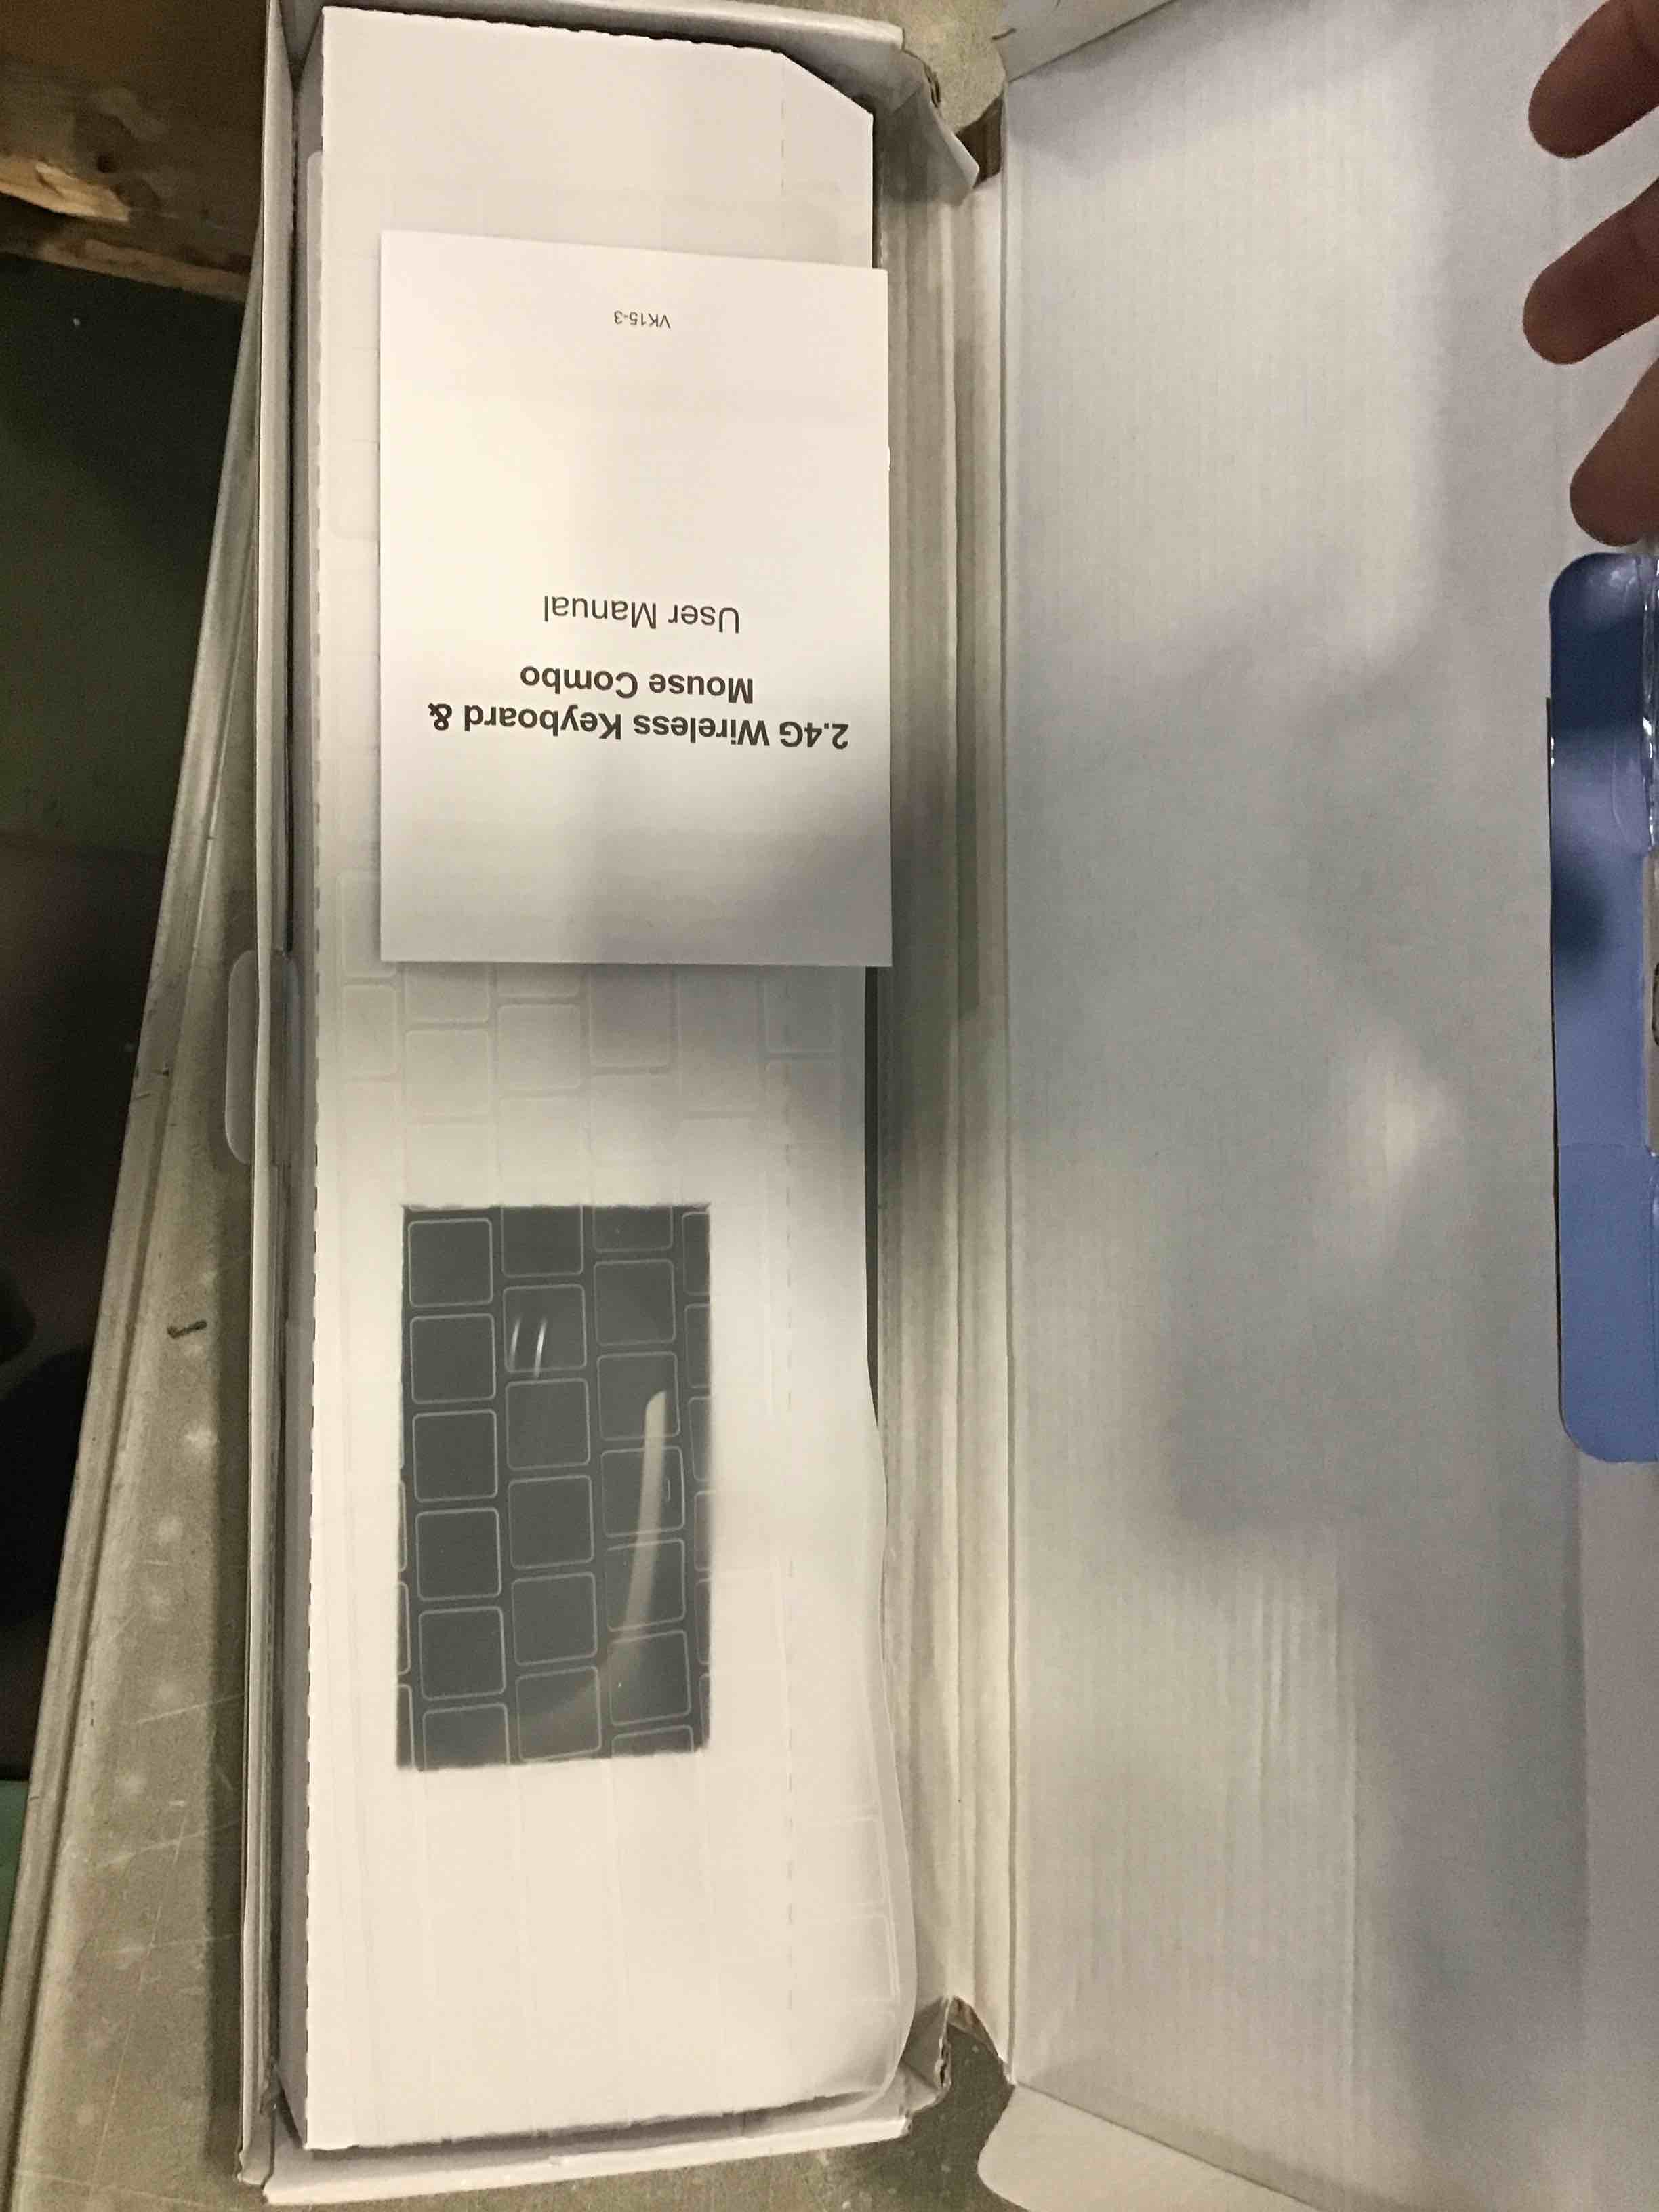 2.4G Wireless Keyboard &
Mouse Combo
User Manual
VK15-3